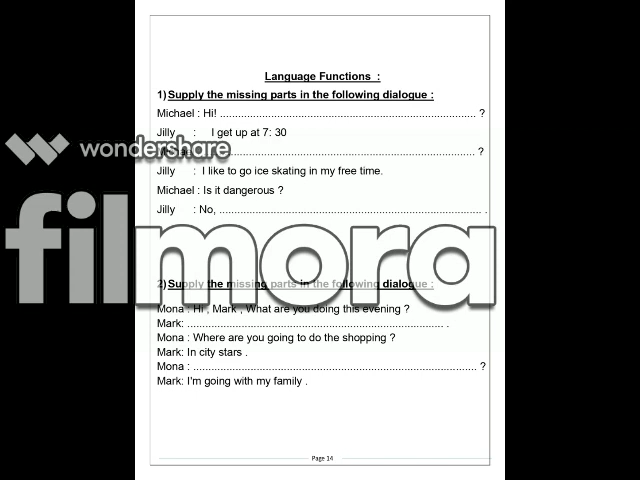 Language Functions :
1) Supply the missing parts in the following dialogue :
Michael : Hi! ........................................................................................ ?
Jilly : I get up at 7: 30
wondershare
........................................................................................ ?
Jilly : I like to go ice skating in my free time.
Michael : Is it dangerous ?
Jilly : No, ........................................................................................ .
filmora
2) Supply the missing parts in the following dialogue :
Mona : Hi , Mark , What are you doing this evening ?
Mark: ........................................................................................ .
Mona : Where are you going to do the shopping ?
Mark: In city stars .
Mona : ................................................................................................ ?
Mark: I'm going with my family .
Page 14